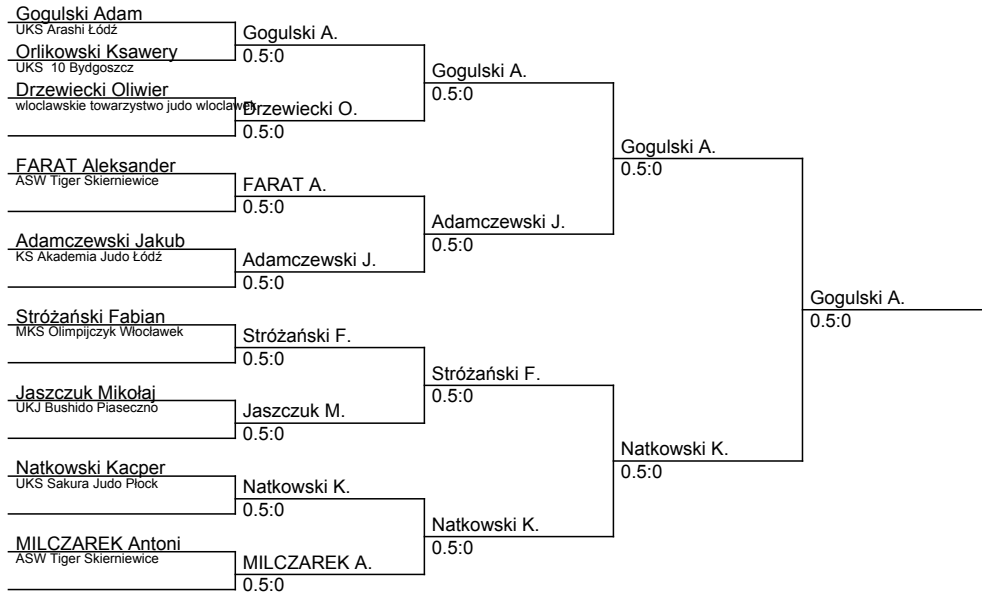 Gogulski Adam
UKS Arashi Łódź
Orlikowski Ksawery
UKS 10 Bydgoszcz
Drzewiecki Oliwier
wloclawskie towarzystwo judo wloclawek
FARAT Aleksander
ASW Tiger Skierniewice
Adamczewski Jakub
KS Akademia Judo Łódź
Stróżański Fabian
MKS Olimpijczyk Włocławek
Jaszczuk Mikołaj
UKJ Bushido Piaseczno
Natkowski Kacper
UKS Sakura Judo Płock
MILCZAREK Antoni
ASW Tiger Skierniewice
Gogulski A.
0.5:0
Drzewiecki O.
0.5:0
FARAT A.
0.5:0
Adamczewski J.
0.5:0
Stróżański F.
0.5:0
Jaszczuk M.
0.5:0
Natkowski K.
0.5:0
MILCZAREK A.
0.5:0
Gogulski A.
0.5:0
Adamczewski J.
0.5:0
Stróżański F.
0.5:0
Natkowski K.
0.5:0
Gogulski A.
0.5:0
Natkowski K.
0.5:0
Gogulski A.
0.5:0